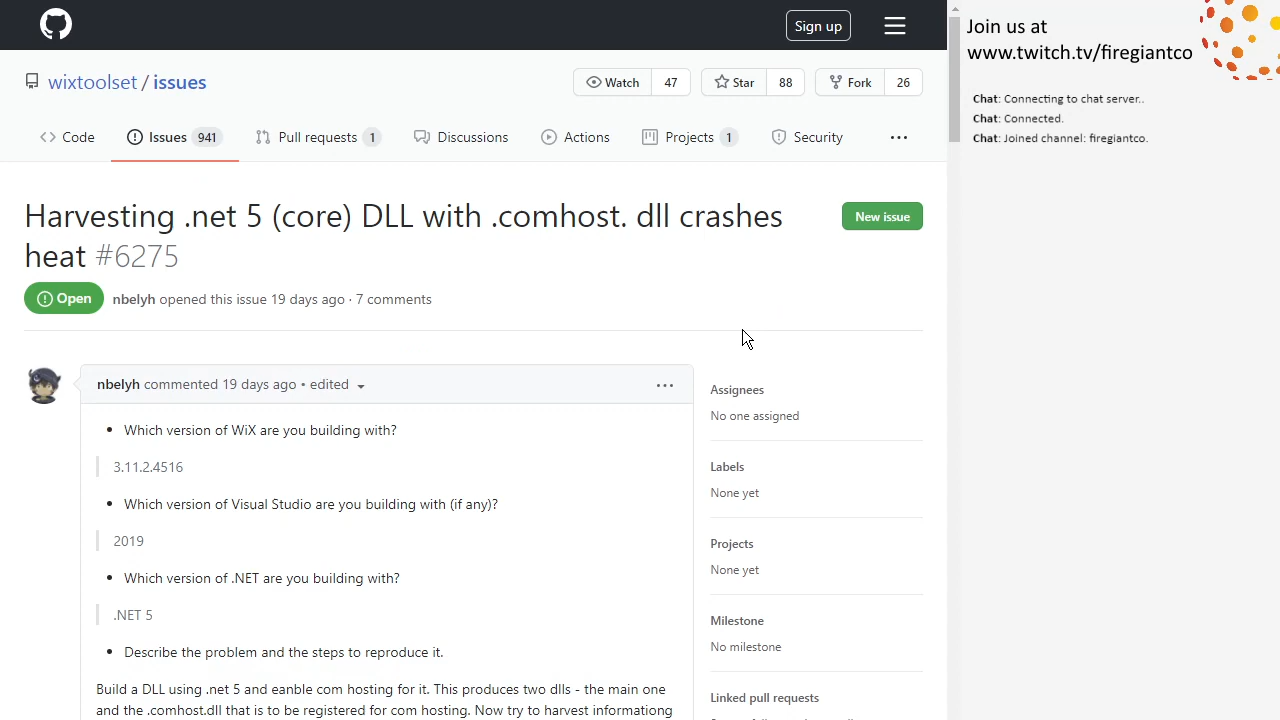 Sign up
Join us at
www.twitch.tv/firegiantco
wixtoolset / issues
Watch 47
Star 88
Fork 26
Chat: Connecting to chat server..
Chat: Connected.
Chat: Joined channel: firegiantco.
Code
Issues 941
Pull requests 1
Discussions
Actions
Projects 1
Security
Harvesting .net 5 (core) DLL with .comhost. dll crashes
heat #6275
New issue
Open
nbelyh opened this issue 19 days ago · 7 comments
nbelyh commented 19 days ago • edited
• Which version of WiX are you building with?
3.11.2.4516
• Which version of Visual Studio are you building with (if any)?
2019
• Which version of .NET are you building with?
.NET 5
• Describe the problem and the steps to reproduce it.
Build a DLL using .net 5 and eanble com hosting for it. This produces two dlls - the main one
and the .comhost.dll that is to be registered for com hosting. Now try to harvest informationg
Assignees
No one assigned
Labels
None yet
Projects
None yet
Milestone
No milestone
Linked pull requests